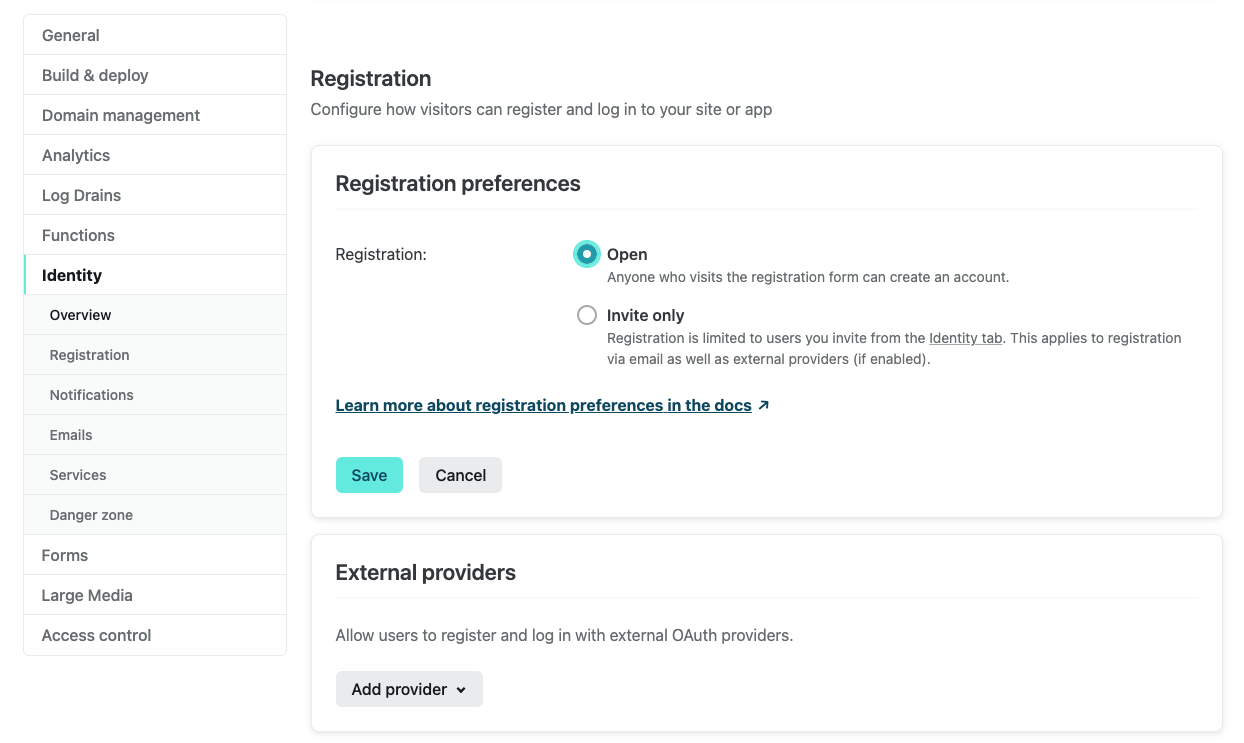 General
Build & deploy
Domain management
Analytics
Log Drains
Functions
Identity
Overview
Registration
Notifications
Emails
Services
Danger zone
Forms
Large Media
Access control
Registration
Configure how visitors can register and log in to your site or app
Registration preferences
Registration:
Open
Anyone who visits the registration form can create an account.
Invite only
Registration is limited to users you invite from the Identity tab. This applies to registration
via email as well as external providers (if enabled).
Learn more about registration preferences in the docs
Save
Cancel
External providers
Allow users to register and log in with external OAuth providers.
Add provider